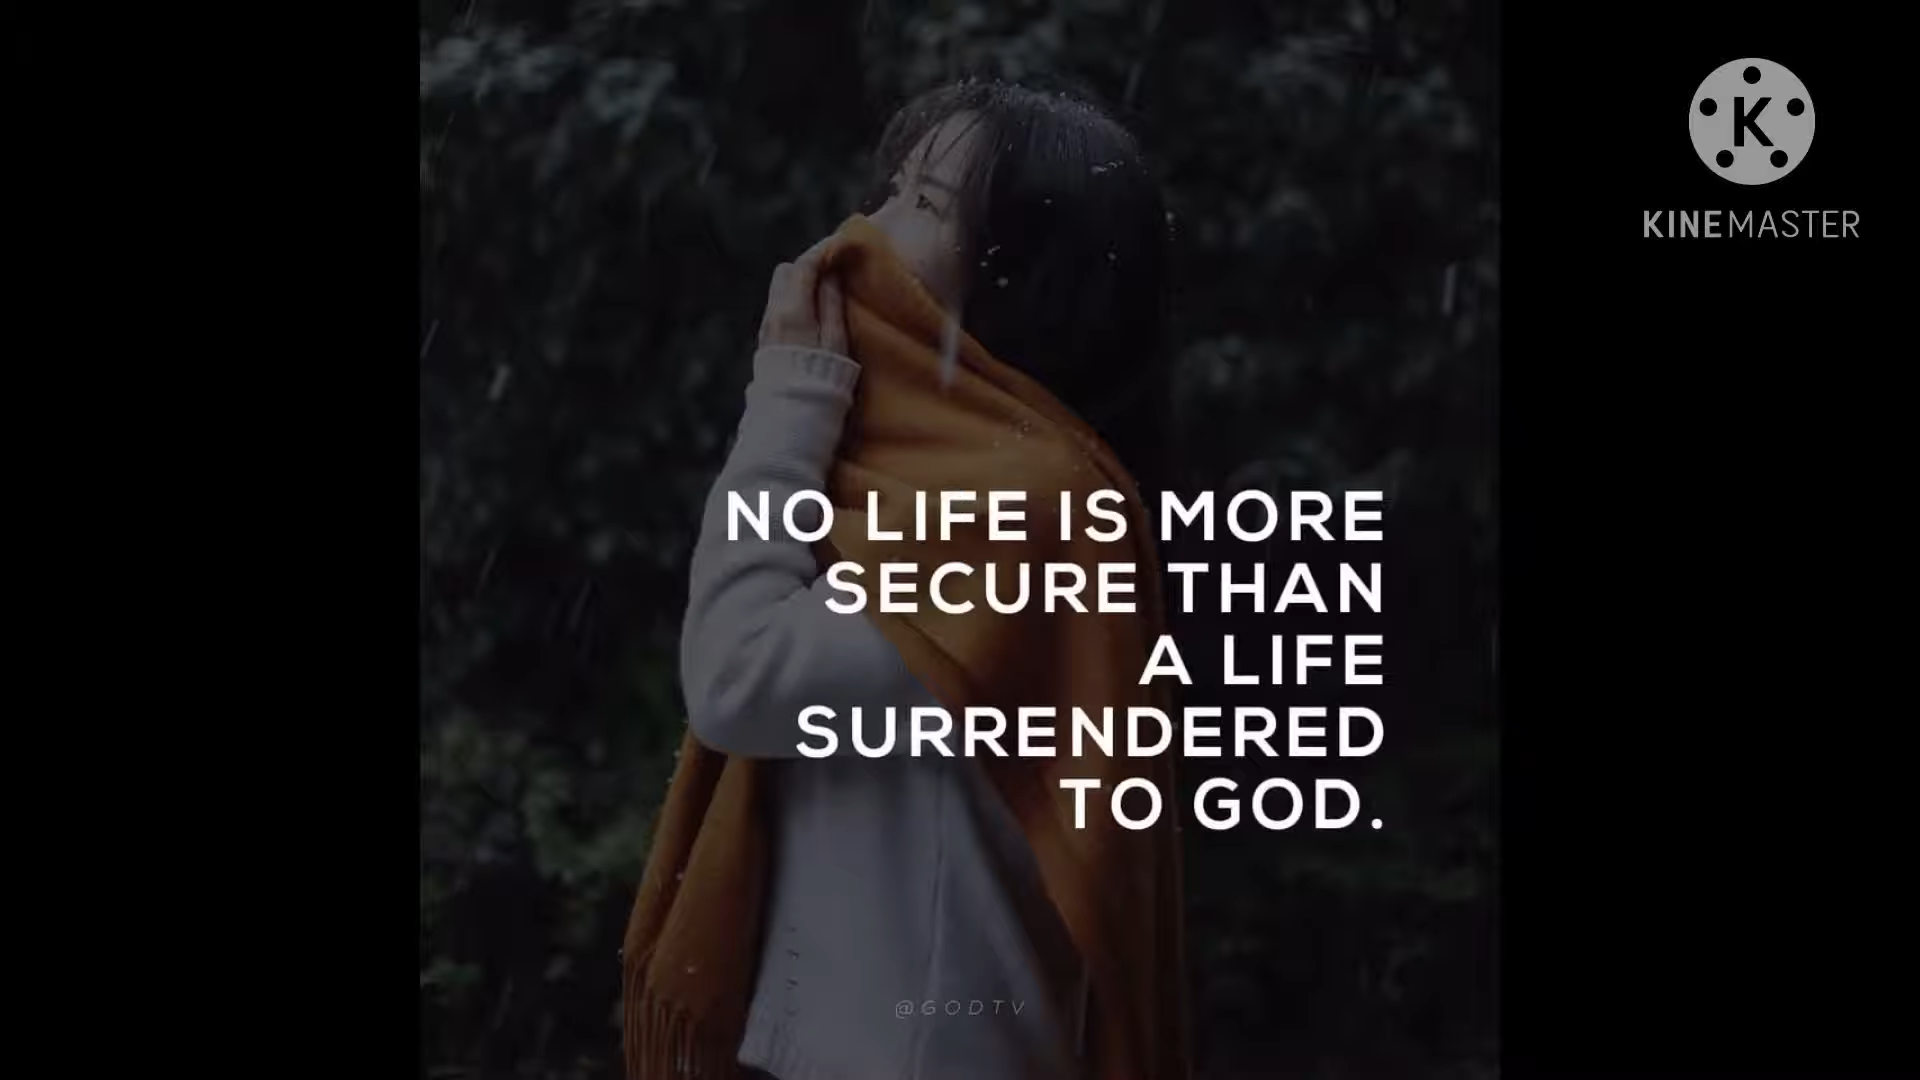 K
KINEMASTER
NO LIFE IS MORE
SECURE THAN
A LIFE
SURRENDERED
TO GOD.
@GODTV